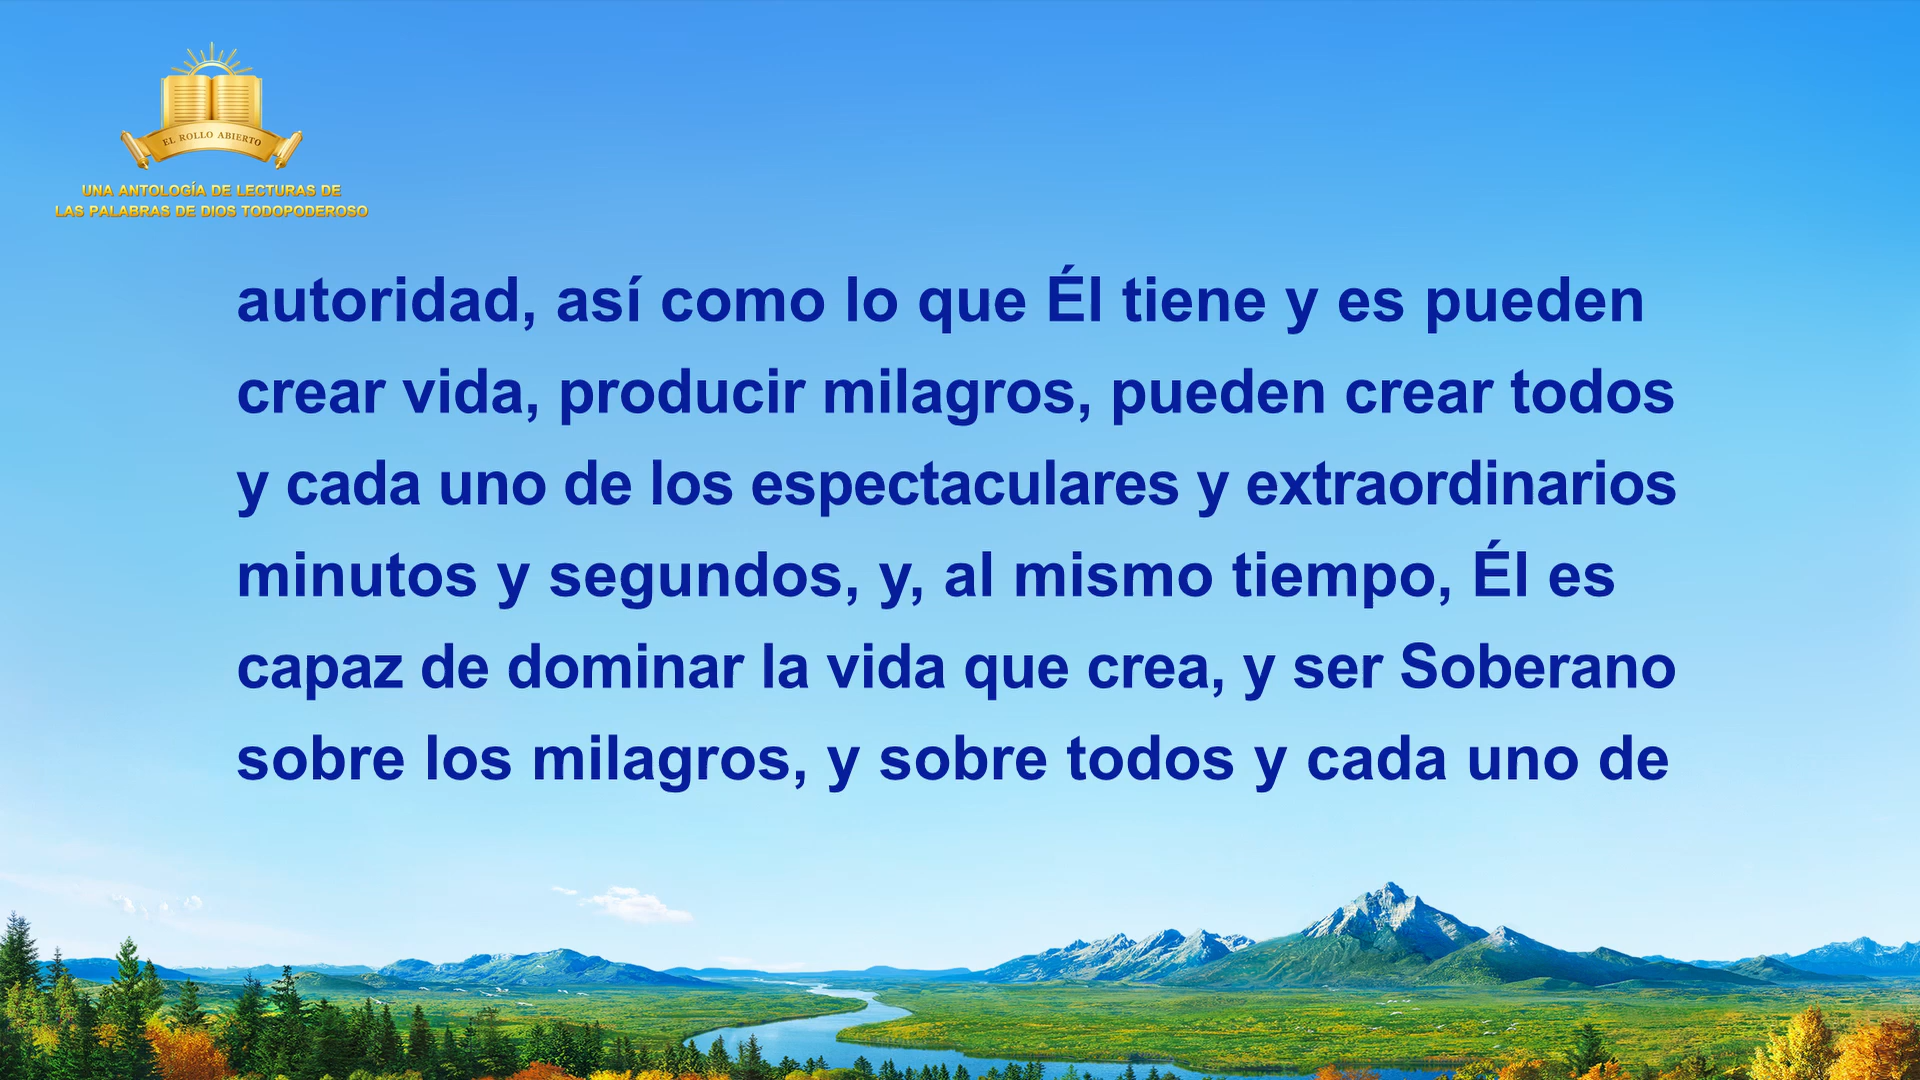 EL ROLLO ABIERTO
UNA ANTOLOGÍA DE LECTURAS DE
LAS PALABRAS DE DIOS TODOPODEROSO
autoridad, así como lo que Él tiene y es pueden
crear vida, producir milagros, pueden crear todos
y cada uno de los espectaculares y extraordinarios
minutos y segundos, y, al mismo tiempo, Él es
capaz de dominar la vida que crea, y ser Soberano
sobre los milagros, y sobre todos y cada uno de